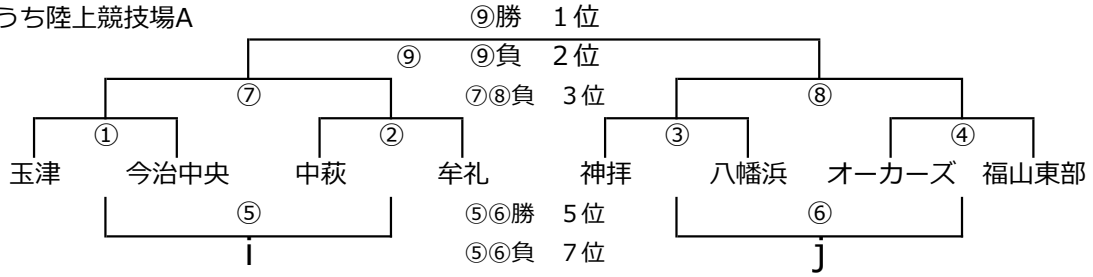 うち陸上競技場A
⑨勝　1位
⑨　⑨負　2位
⑦　⑦⑧負　3位　⑧
①　②　③　④
玉津　今治中央　中萩　牟礼　神拝　八幡浜　オーカーズ　福山東部
⑤　⑤⑥勝　5位　⑥
i　⑤⑥負　7位　j